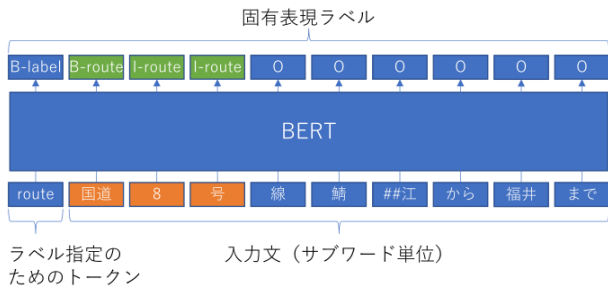 固有表現ラベル
B-label B-route I-route I-route O O O O O O
BERT
route 国道 8 号 線 鯖 ##江 から 福井 まで
ラベル指定の
ためのトークン
入力文（サブワード単位）